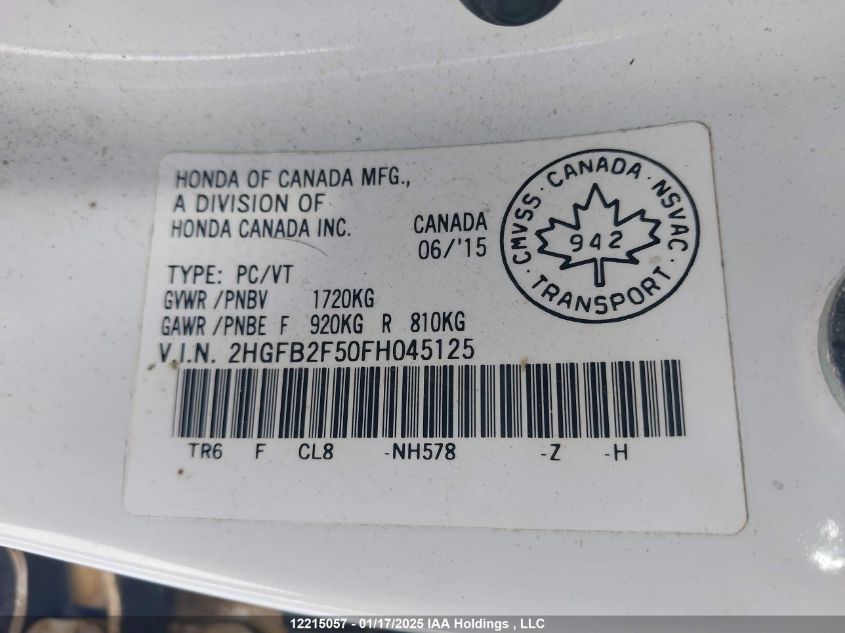 HONDA OF CANADA MFG.,
A DIVISION OF
HONDA CANADA INC.
CANADA
06/'15
CMVSS · CANADA · NSVAC · TRANSPORT ·
942
TYPE: PC/VT
GVWR /PNBV 1720KG
GAWR /PNBE F 920KG R 810KG
V.I.N. 2HGFB2F50FH045125
TR6 F CL8 -NH578 -Z -H
12215057 - 01/17/2025 IAA Holdings , LLC